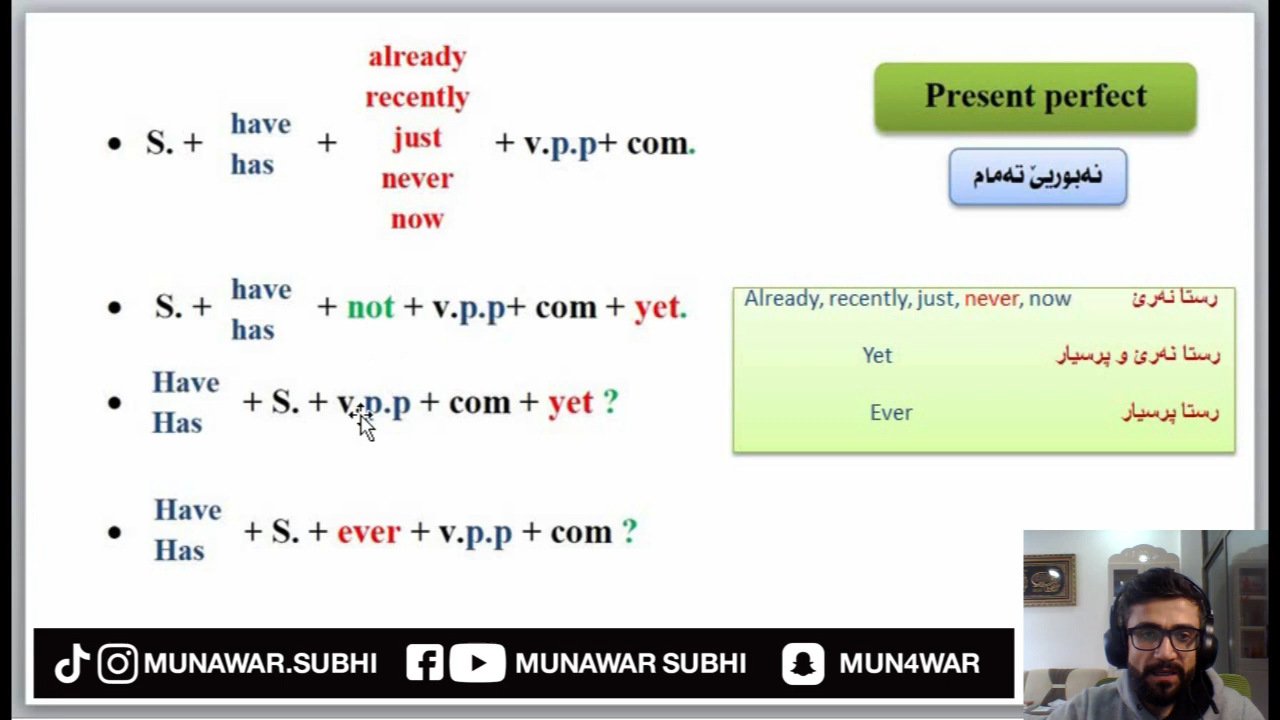 Present perfect
نەبوریێ تەمام
already
recently
• S. + have has + just + v.p.p+ com.
never
now
• S. + have has + not + v.p.p+ com + yet.
• Have Has + S. + v.p.p + com + yet ?
• Have Has + S. + ever + v.p.p + com ?
Already, recently, just, never, now رستا نەرێ
Yet رستا نەرێ و پرسیار
Ever رستا پرسیار
MUNAWAR.SUBHI MUNAWAR SUBHI MUN4WAR